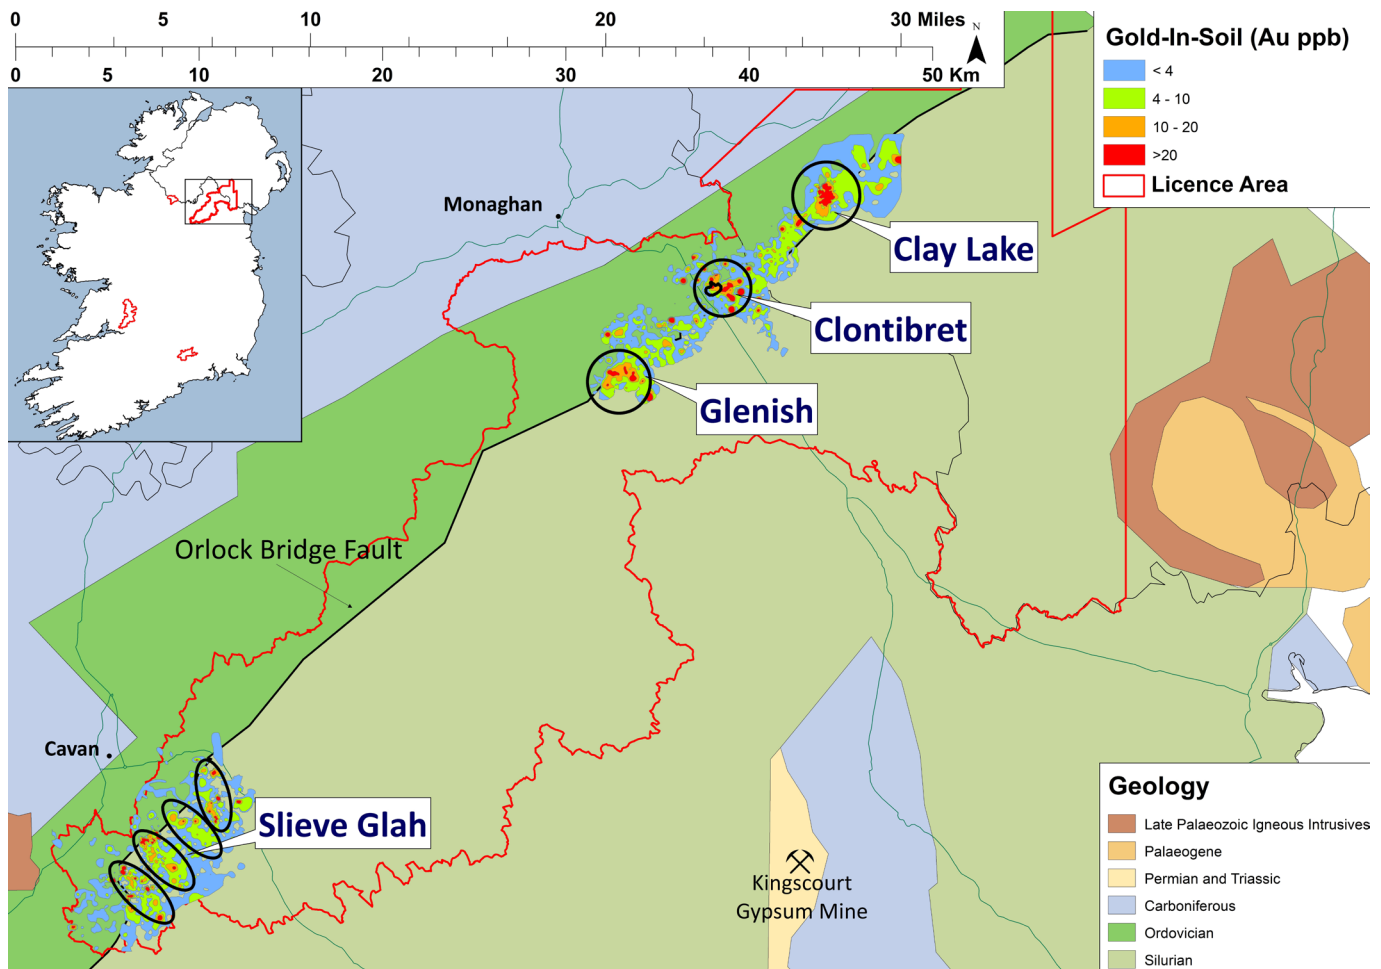 0 5 10 20 30 Miles
0 5 10 20 30 40 50 Km
N
Gold-In-Soil (Au ppb)
< 4
4 - 10
10 - 20
>20
Licence Area
Monaghan
Clay Lake
Clontibret
Glenish
Orlock Bridge Fault
Cavan
Slieve Glah
Kingscourt
Gypsum Mine
Geology
Late Palaeozoic Igneous Intrusives
Palaeogene
Permian and Triassic
Carboniferous
Ordovician
Silurian